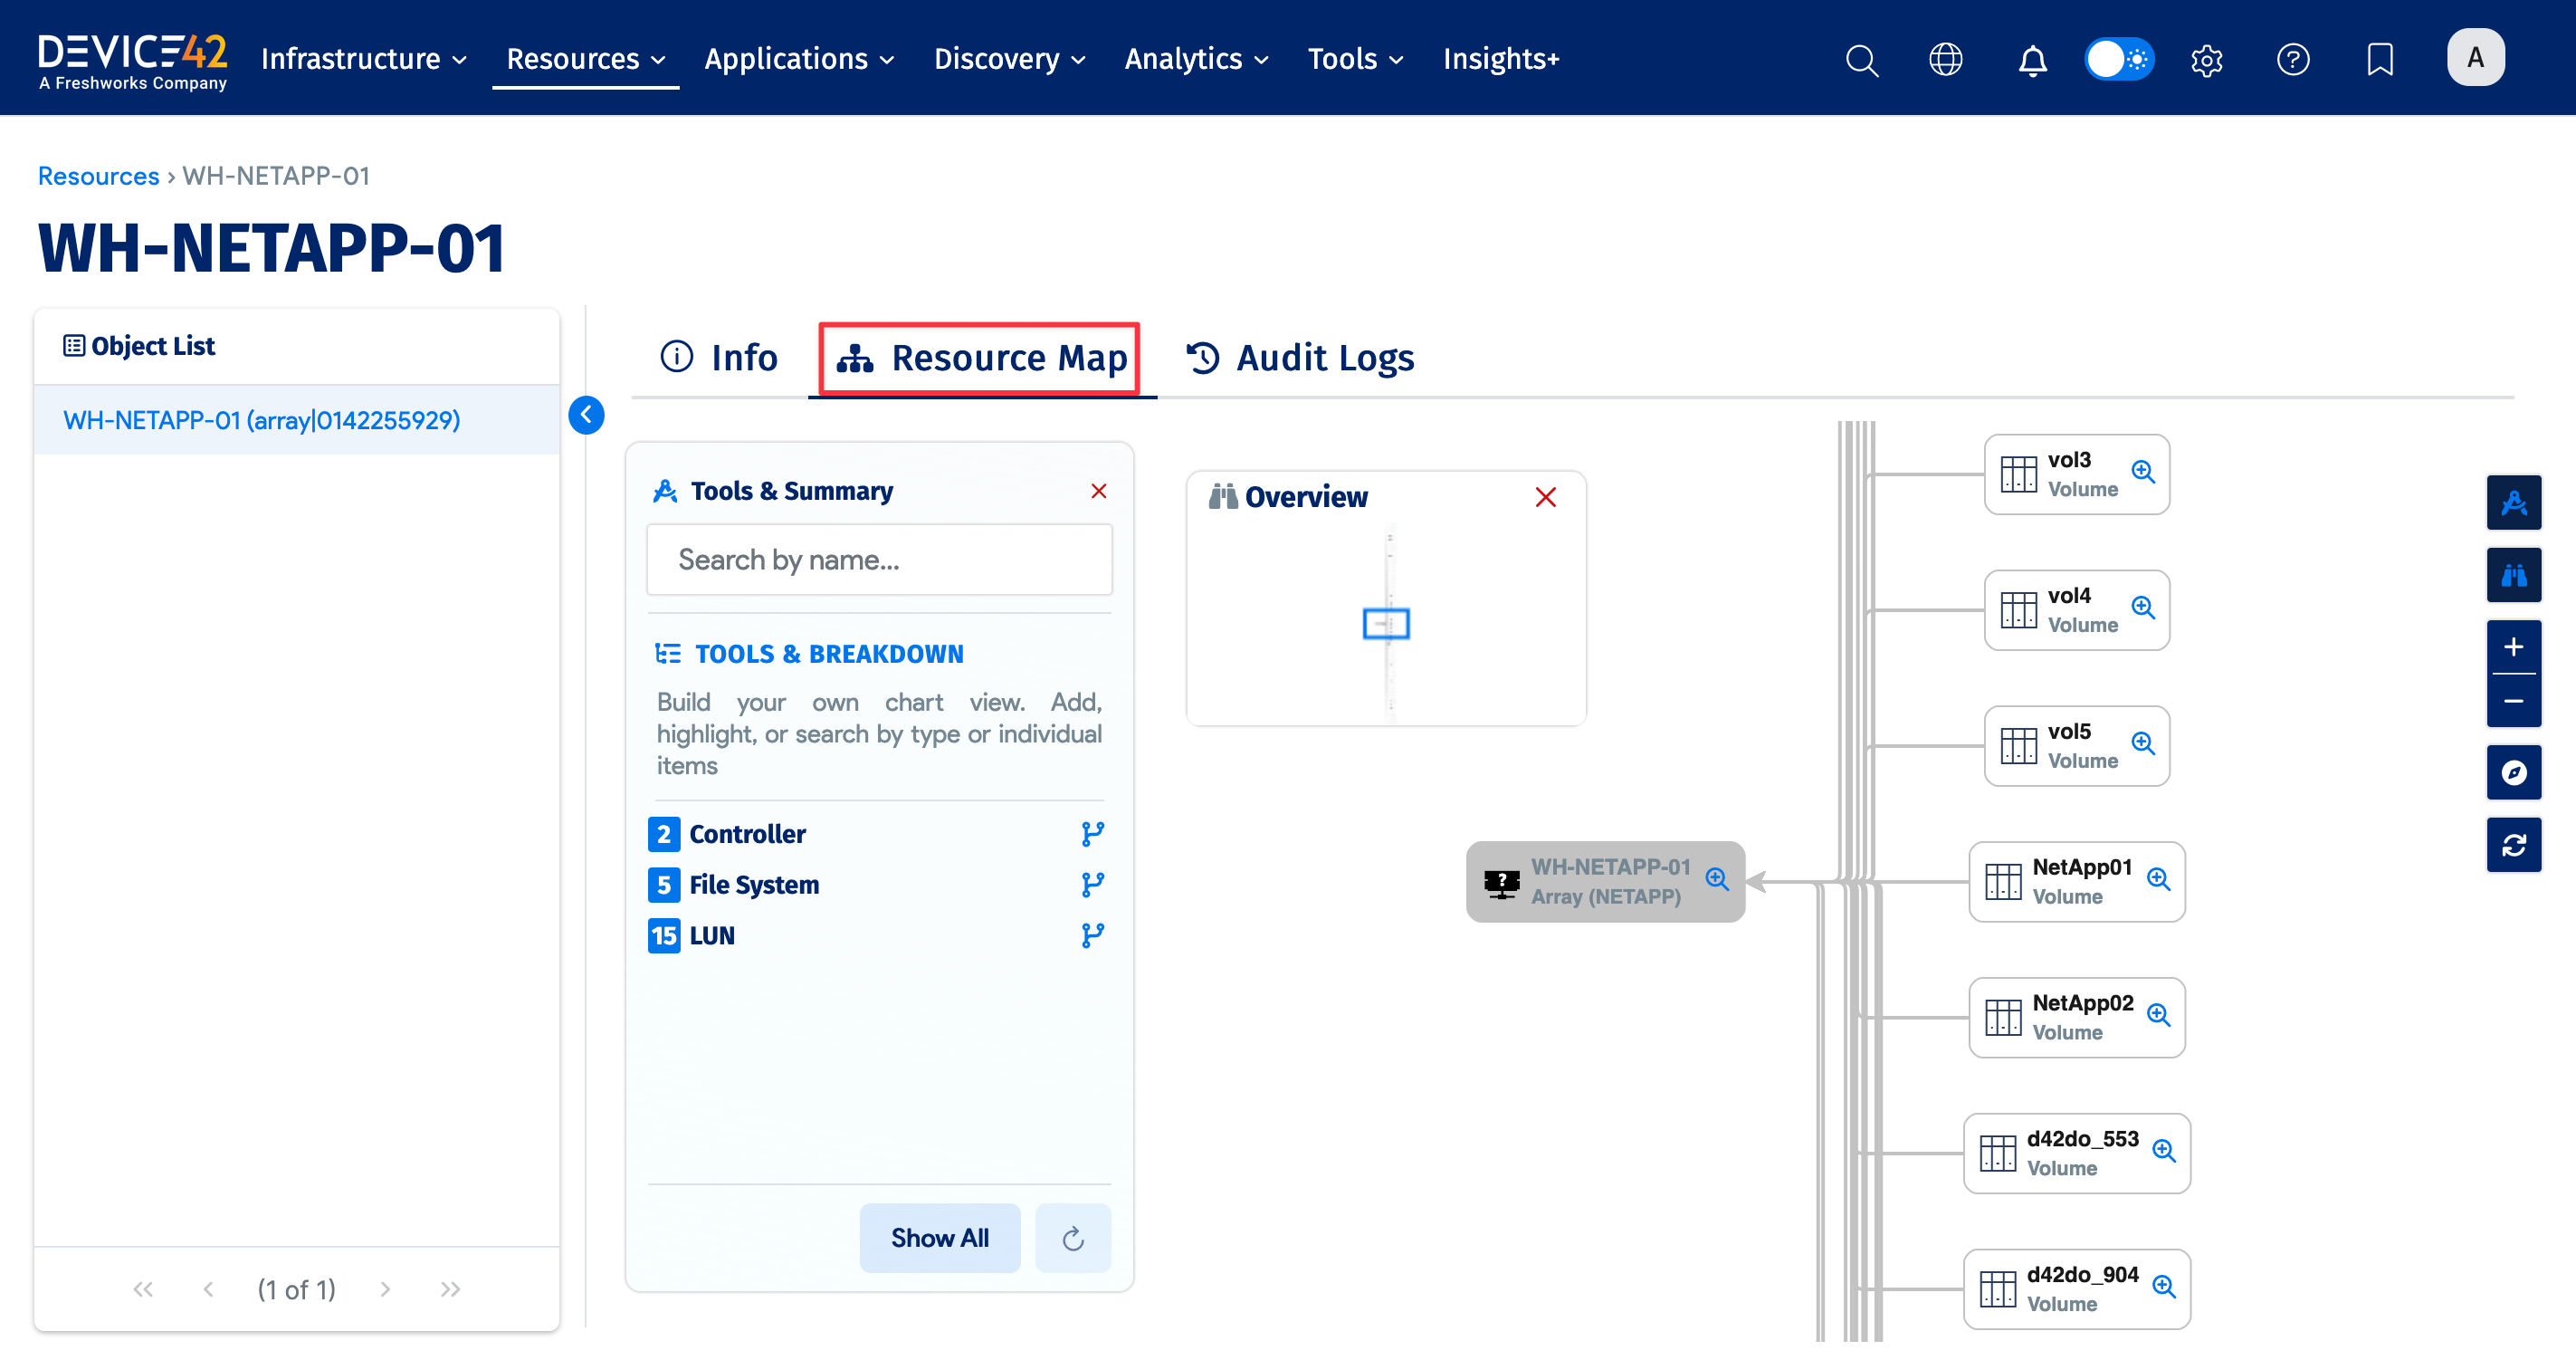 DEVICE42
A Freshworks Company
Infrastructure
Resources
Applications
Discovery
Analytics
Tools
Insights+
A
Resources › WH-NETAPP-01
WH-NETAPP-01
Object List
WH-NETAPP-01 (array|0142255929)
(1 of 1)
Info
Resource Map
Audit Logs
Tools & Summary
Search by name...
TOOLS & BREAKDOWN
Build your own chart view. Add,
highlight, or search by type or individual
items
2 Controller
5 File System
15 LUN
Show All
Overview
WH-NETAPP-01
Array (NETAPP)
vol3
Volume
vol4
Volume
vol5
Volume
NetApp01
Volume
NetApp02
Volume
d42do_553
Volume
d42do_904
Volume